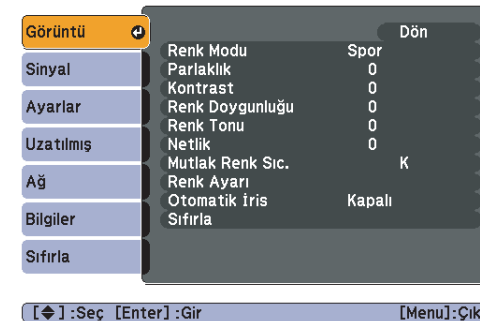 Görüntü
Sinyal
Ayarlar
Uzatılmış
Ağ
Bilgiler
Sıfırla
Dön
Renk Modu Spor
Parlaklık 0
Kontrast 0
Renk Doygunluğu 0
Renk Tonu 0
Netlik 0
Mutlak Renk Sıc. K
Renk Ayarı
Otomatik İris Kapalı
Sıfırla
[◆] :Seç [Enter] :Gir [Menu]:Çık